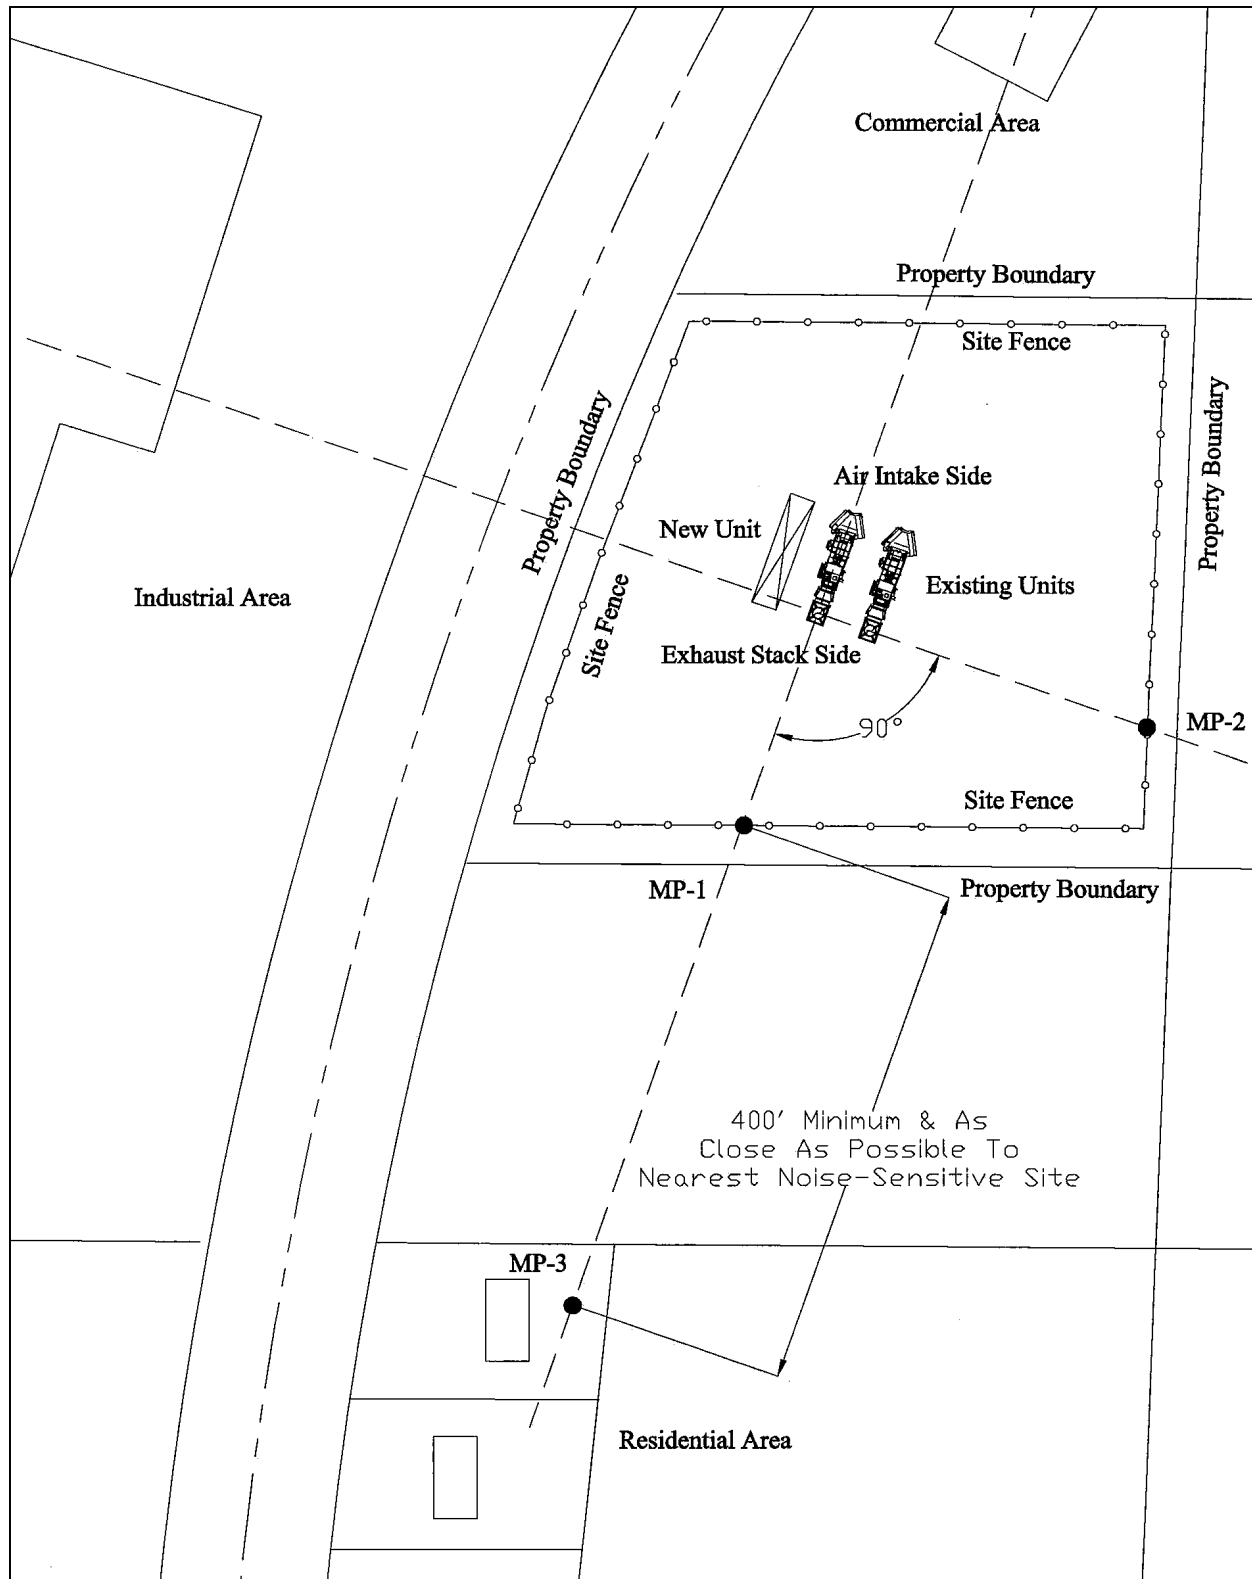 Commercial Area
Property Boundary
Site Fence
Property Boundary
Property Boundary
Air Intake Side
New Unit
Existing Units
Industrial Area
Site Fence
Exhaust Stack Side
90°
MP-2
Site Fence
MP-1
Property Boundary
400' Minimum & As
Close As Possible To
Nearest Noise-Sensitive Site
MP-3
Residential Area